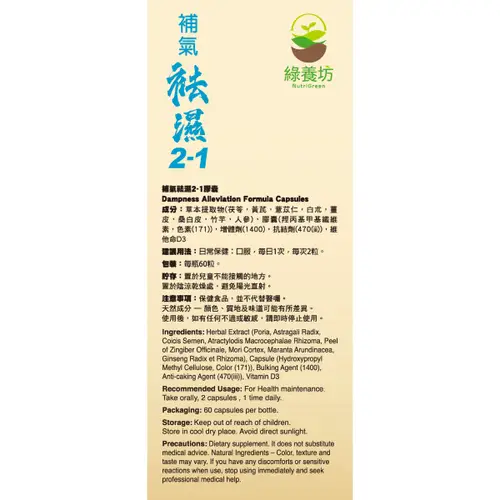 補氣
祛濕
2-1
綠養坊
NutriGreen
補氣祛濕2-1膠囊
Dampness Alleviation Formula Capsules
成分：草本提取物(茯苓，黃芪，薏苡仁，白朮，薑
皮，桑白皮，竹芋，人參)，膠囊(羥丙基甲基纖維
素，色素(171))，增體劑(1400)，抗結劑(470(iii))，維
他命D3
建議用法：日常保健：口服，每日1次，每次2粒。
包裝：每瓶60粒。
貯存：置於兒童不能接觸的地方。
置於陰涼乾燥處，避免陽光直射。
注意事項：保健食品，並不代替醫囑。
天然成分 — 顏色、質地及味道可能有所差異。
使用後，如有任何不適或敏感，請即時停止使用。
Ingredients: Herbal Extract (Poria, Astragali Radix,
Coicis Semen, Atractylodis Macrocephalae Rhizoma, Peel
of Zingiber Officinale, Mori Cortex, Maranta Arundinacea,
Ginseng Radix et Rhizoma), Capsule (Hydroxypropyl
Methyl Cellulose, Color (171)), Bulking Agent (1400),
Anti-caking Agent (470(iii)), Vitamin D3
Recommended Usage: For Health maintenance.
Take orally, 2 capsules , 1 time daily.
Packaging: 60 capsules per bottle.
Storage: Keep out of reach of children.
Store in cool dry place. Avoid direct sunlight.
Precautions: Dietary supplement. It does not substitute
medical advice. Natural Ingredients – Color, texture and
taste may vary. If you have any discomforts or sensitive
reactions when use, stop using immediately and seek
professional medical help.